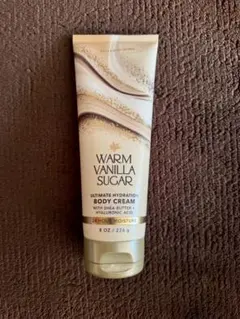 WARM
VANILLA
SUGAR
ULTIMATE HYDRATION
BODY CREAM
WITH SHEA BUTTER &
HYALURONIC ACID
8 OZ / 226 g